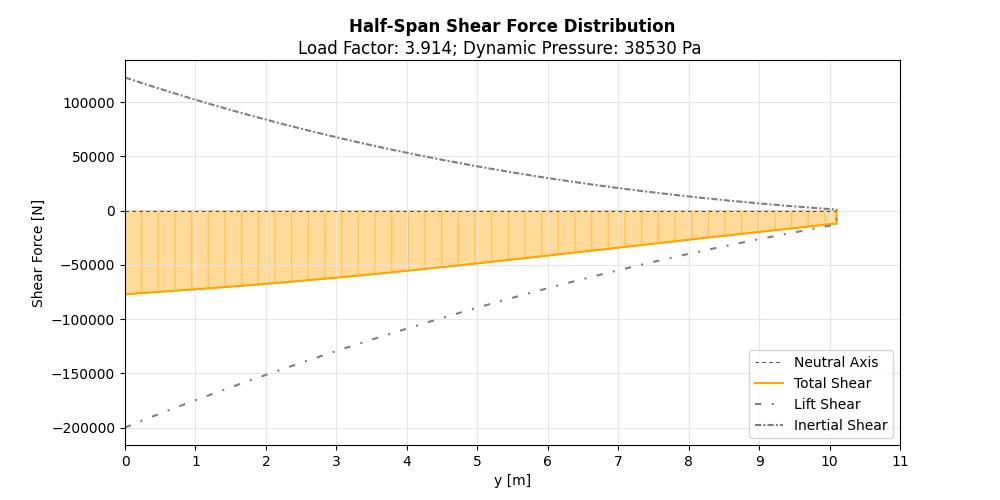 Half-Span Shear Force Distribution
Load Factor: 3.914; Dynamic Pressure: 38530 Pa
Shear Force [N]
100000
50000
0
−50000
−100000
−150000
−200000
Neutral Axis
Total Shear
Lift Shear
Inertial Shear
0 1 2 3 4 5 6 7 8 9 10 11
y [m]